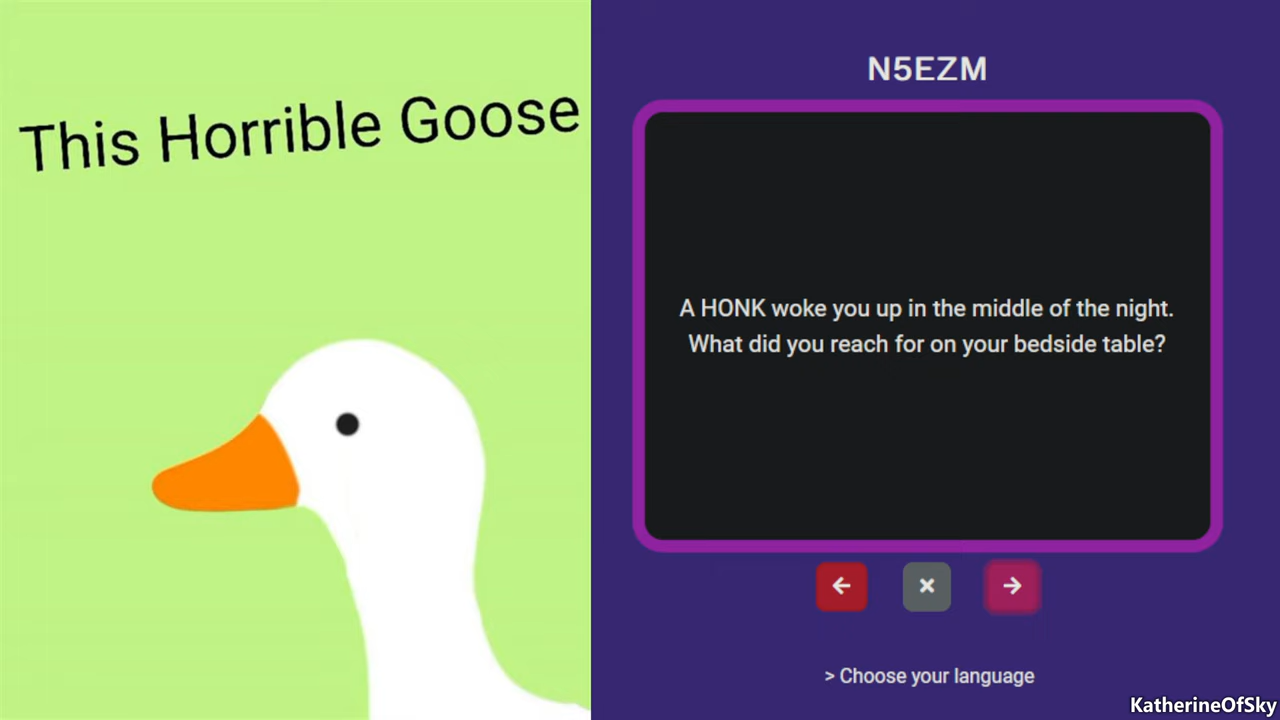 This Horrible Goose
N5EZM
A HONK woke you up in the middle of the night.
What did you reach for on your bedside table?
> Choose your language
KatherineOfSky